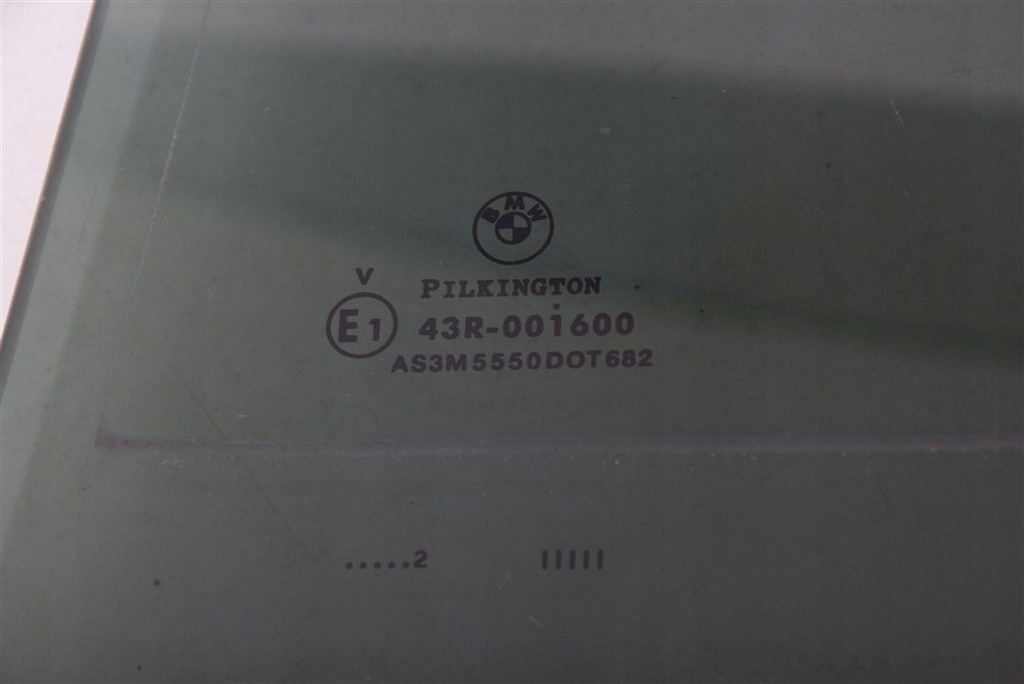 BMW
V
PILKINGTON
E1 43R-001600
AS3M5550DOT682
.....2 IIIII